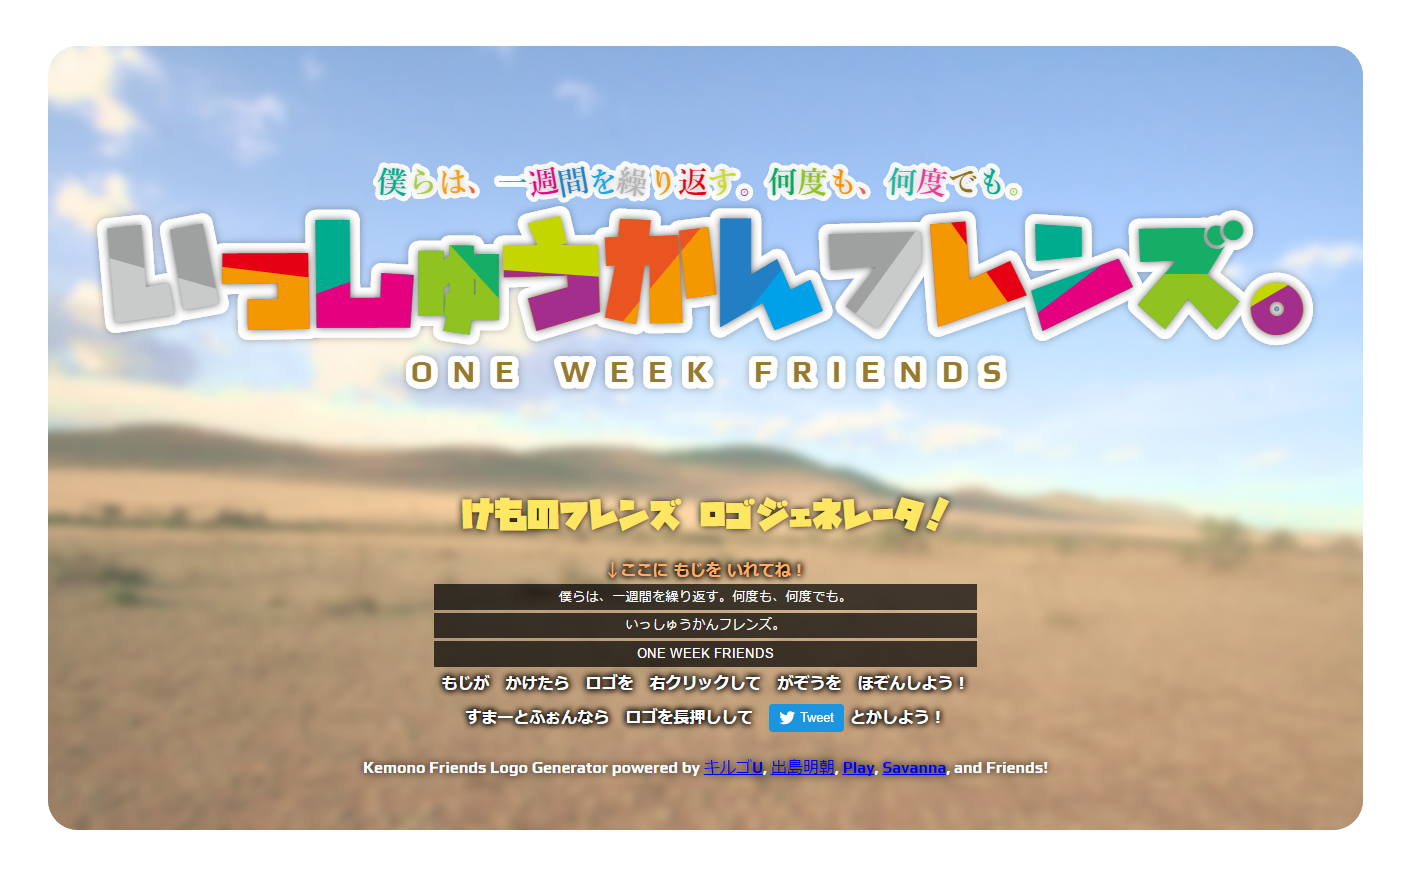 僕らは、一週間を繰り返す。何度も、何度でも。
いっしゅうかんフレンズ。
ONE WEEK FRIENDS
けものフレンズ ロゴジェネレータ!
↓ここに もじを いれてね!
僕らは、一週間を繰り返す。何度も、何度でも。
いっしゅうかんフレンズ。
ONE WEEK FRIENDS
もじが かけたら ロゴを 右クリックして がぞうを ほぞんしよう!
すまーとふぉんなら ロゴを長押しして Tweet とかしよう!
Kemono Friends Logo Generator powered by キルゴU, 出島明朝, Play, Savanna, and Friends!